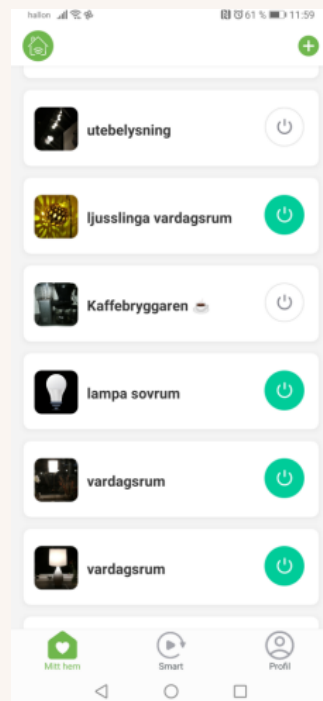 hallon 61 % 11:59
utebelysning
ljusslinga vardagsrum
Kaffebryggaren ☕
lampa sovrum
vardagsrum
vardagsrum
Mitt hem Smart Profil